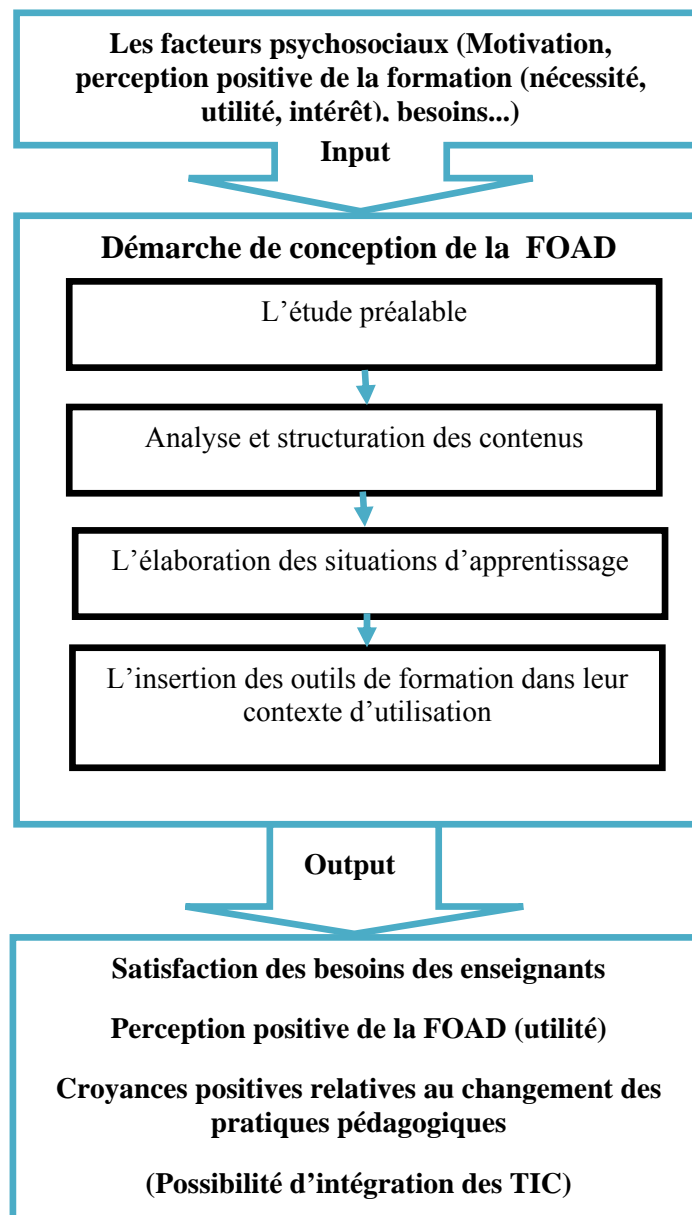 Les facteurs psychosociaux (Motivation,
perception positive de la formation (nécessité,
utilité, intérêt), besoins...)
Input
Démarche de conception de la FOAD
L’étude préalable
Analyse et structuration des contenus
L’élaboration des situations d’apprentissage
L’insertion des outils de formation dans leur
contexte d’utilisation
Output
Satisfaction des besoins des enseignants
Perception positive de la FOAD (utilité)
Croyances positives relatives au changement des
pratiques pédagogiques
(Possibilité d’intégration des TIC)